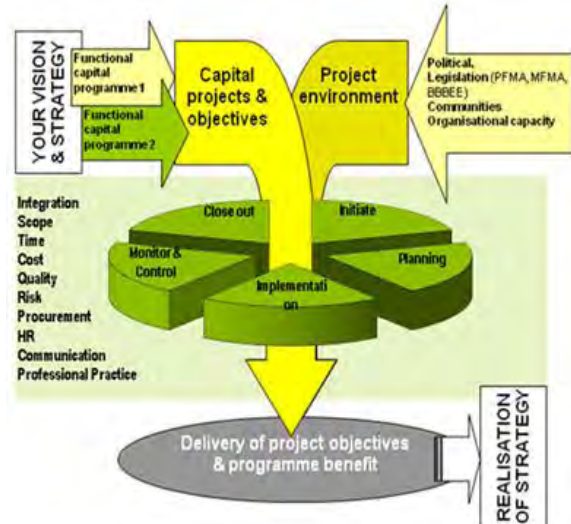 YOUR VISION
& STRATEGY
Functional
capital
programme 1
Functional
capital
programme 2
Capital
projects &
objectives
Project
environment
Political,
Legislation (PFMA, MFMA,
BBBEE)
Communities
Organisational capacity
Integration
Scope
Time
Cost
Quality
Risk
Procurement
HR
Communication
Professional Practice
Close out
Initiate
Monitor &
Control
Planning
Implementati
on
Delivery of project objectives
& programme benefit
REALISATION
OF STRATEGY